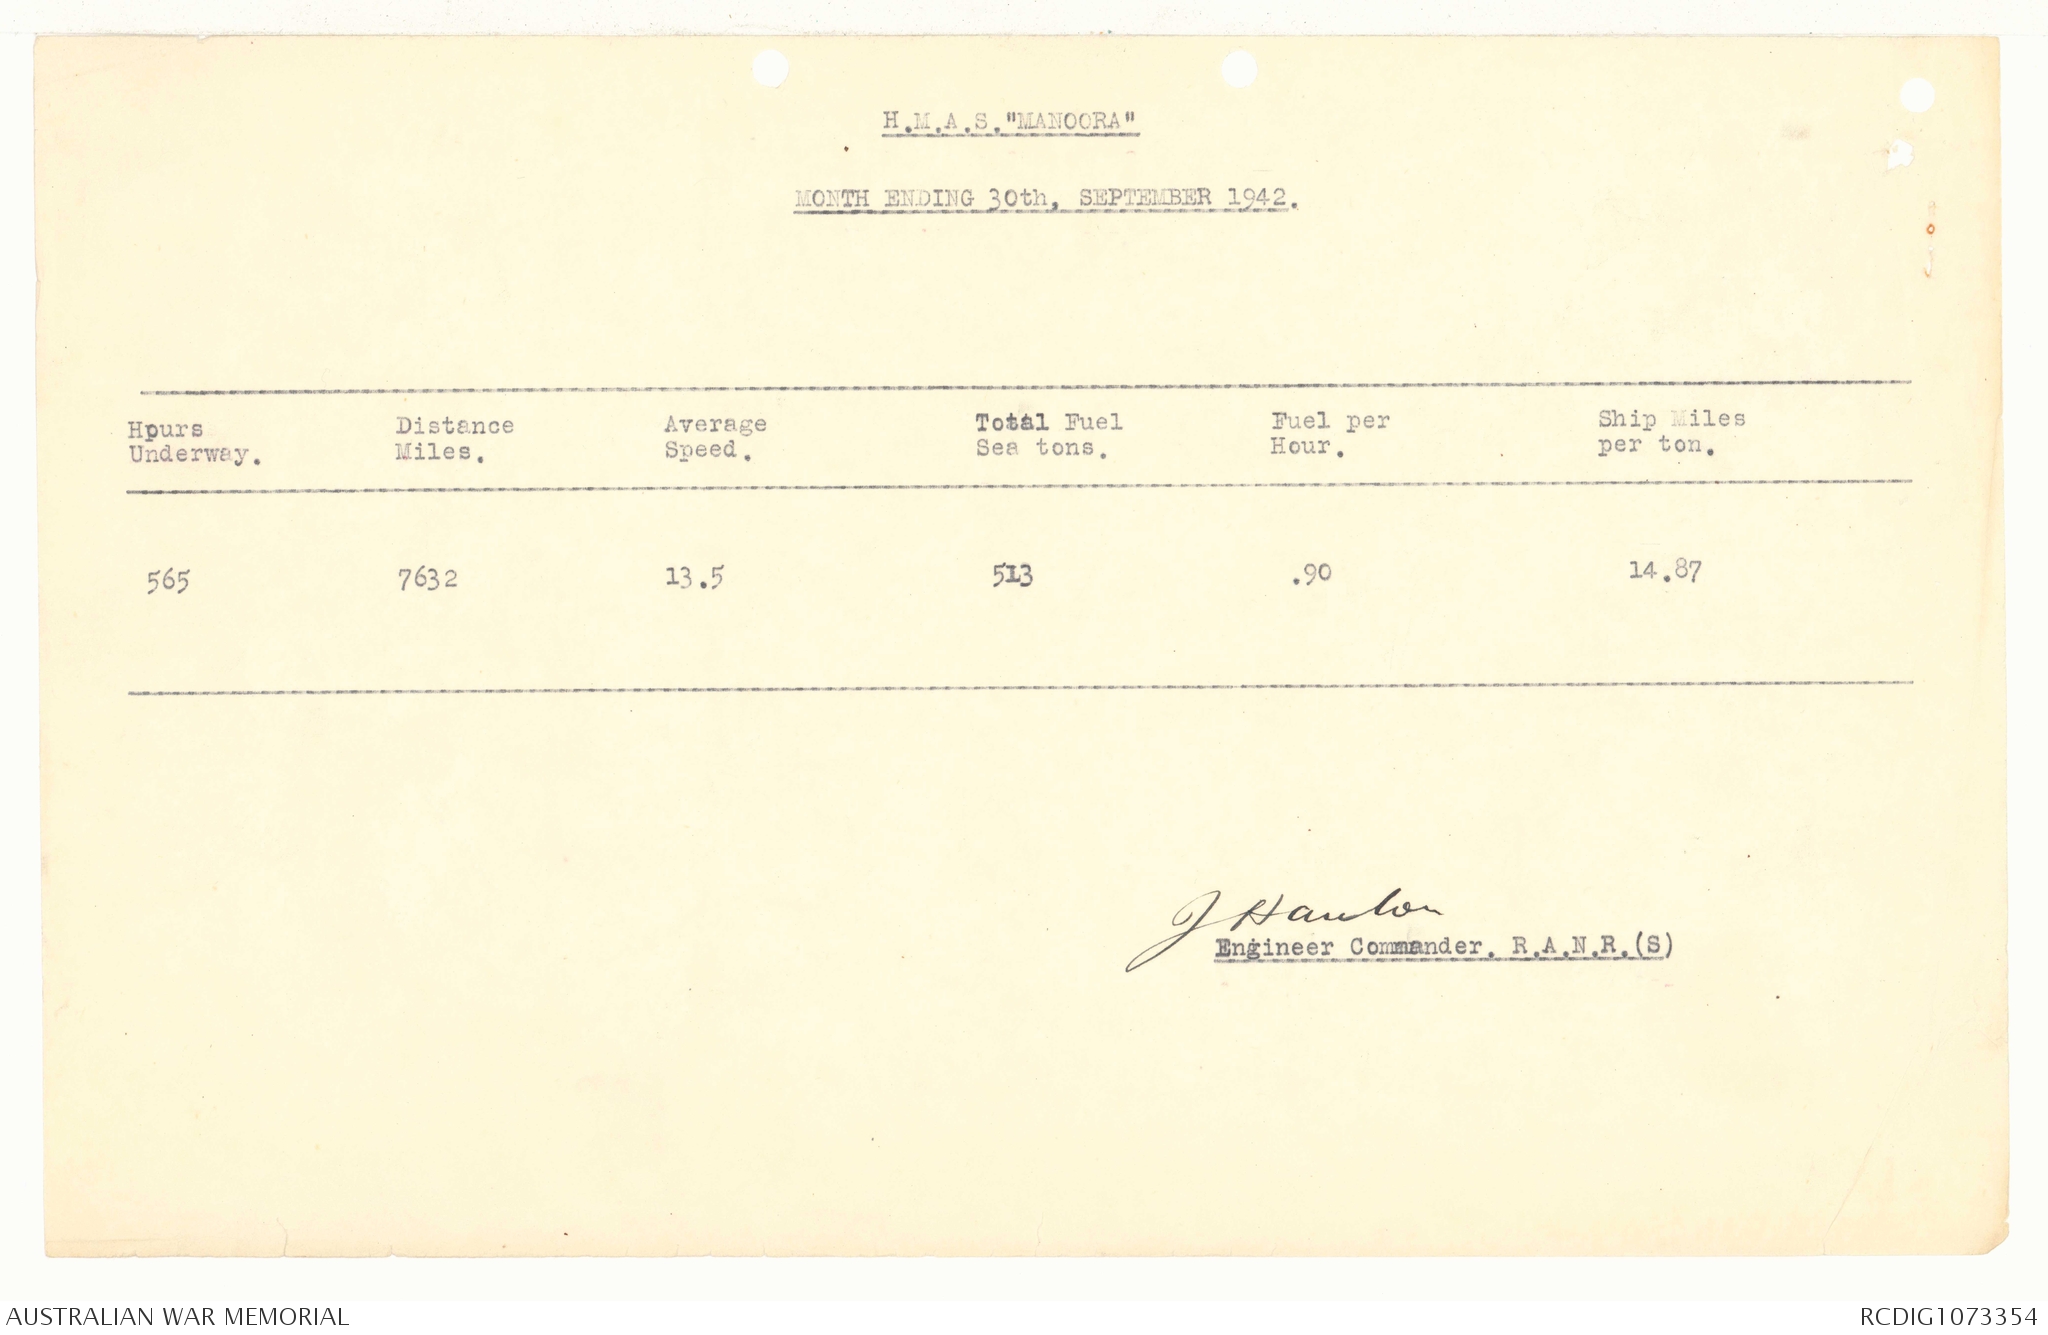 H.M.A.S."MANOORA"
MONTH ENDING 30th, SEPTEMBER 1942.
Hpurs Underway. Distance Miles. Average Speed. Total Fuel Sea tons. Fuel per Hour. Ship Miles per ton.
565 7632 13.5 513 .90 14.87
J
Engineer Commander. R.A.N.R.(S)
AUSTRALIAN WAR MEMORIAL RCDIG1073354